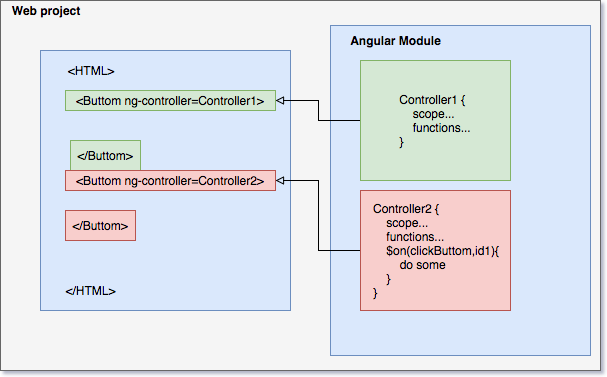 Web project
<HTML>
<Buttom ng-controller=Controller1>
</Buttom>
<Buttom ng-controller=Controller2>
</Buttom>
</HTML>
Angular Module
Controller1 {
scope...
functions...
}
Controller2 {
scope...
functions...
$on(clickButtom,id1){
do some
}
}